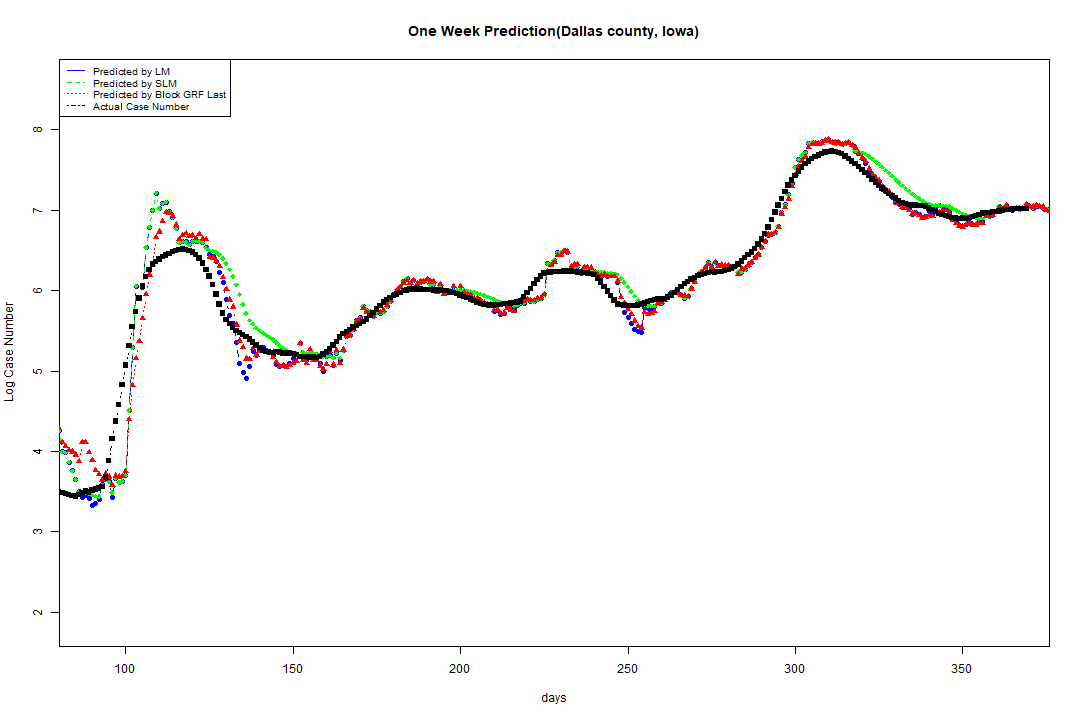 One Week Prediction(Dallas county, Iowa)
Predicted by LM
Predicted by SLM
Predicted by Block GRF Last
Actual Case Number
8
7
6
5
4
3
2
Log Case Number
100 150 200 250 300 350
days